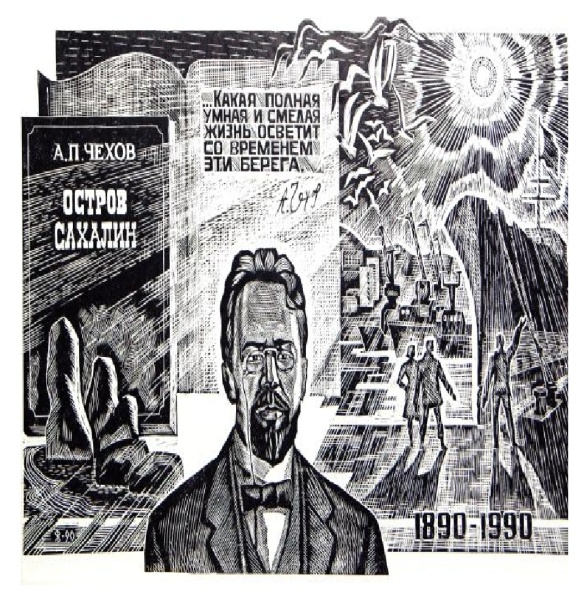 А.П. ЧЕХОВ
ОСТРОВ
САХАЛИН
...КАКАЯ ПОЛНАЯ
УМНАЯ И СМЕЛАЯ
ЖИЗНЬ ОСВЕТИТ
СО ВРЕМЕНЕМ
ЭТИ БЕРЕГА...
1890-1990